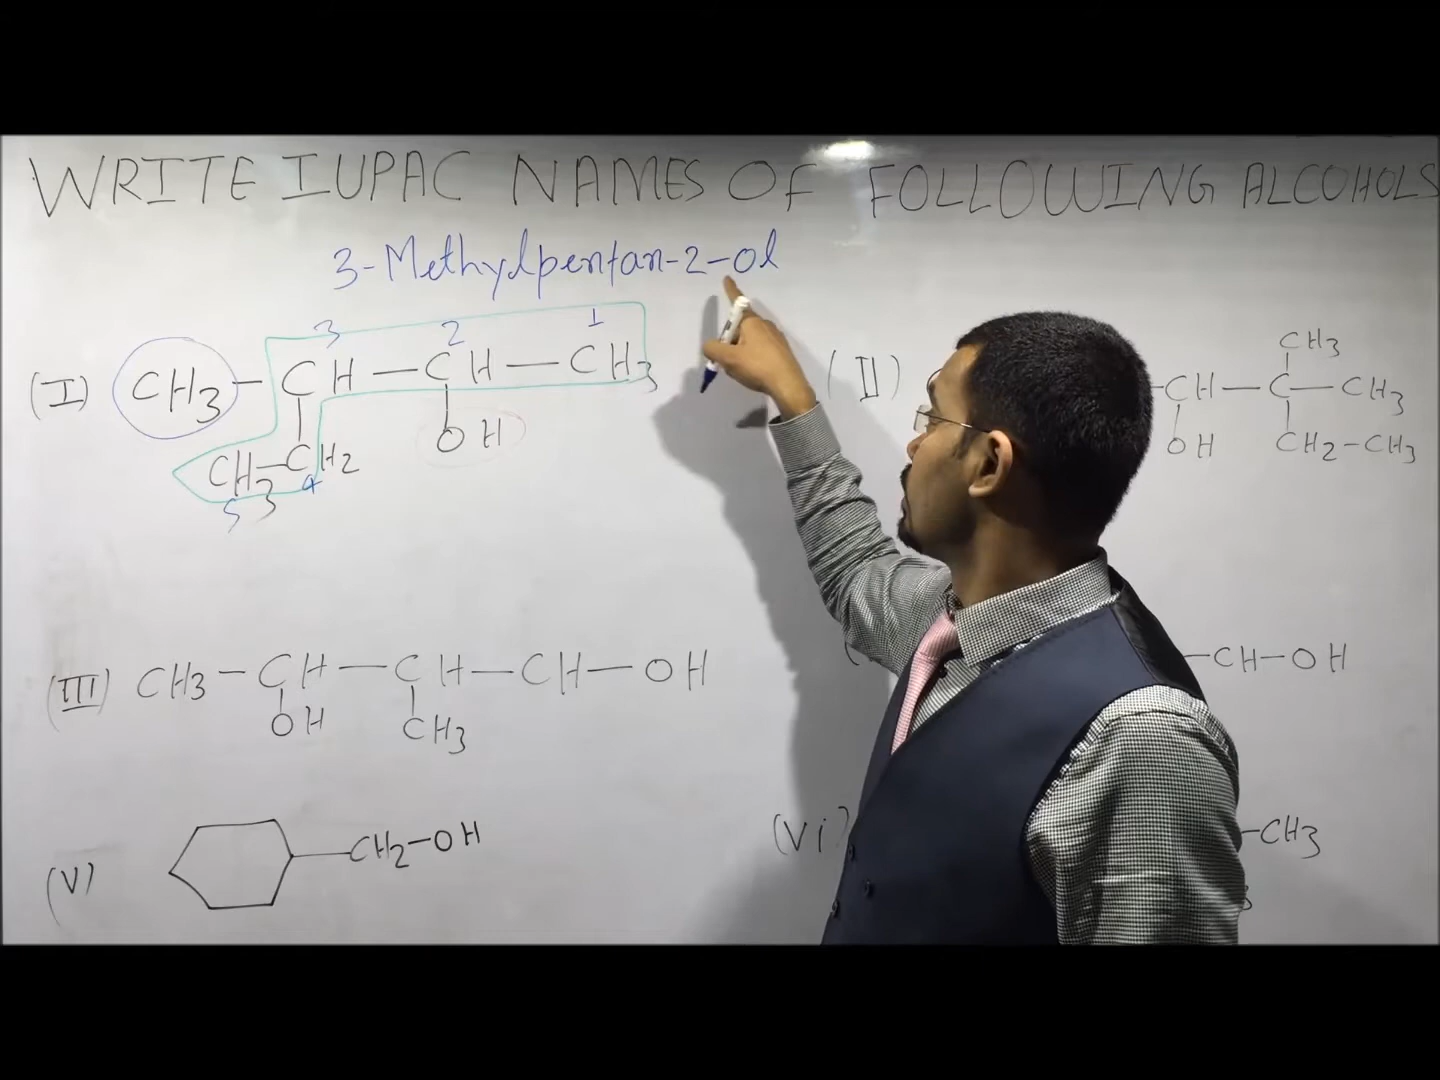 WRITE IUPAC NAMES OF FOLLOWING ALCOHOLS
3-Methylpentan-2-ol
3 2 1
(I) CH3 - CH - CH - CH3
OH
CH3 - CH2
5 4
(II) - CH - C - CH3
CH3
OH CH2 - CH3
(III) CH3 - CH - CH - CH - OH
OH CH3
- CH - OH
(V) CH2 - OH
(Vi) - CH3